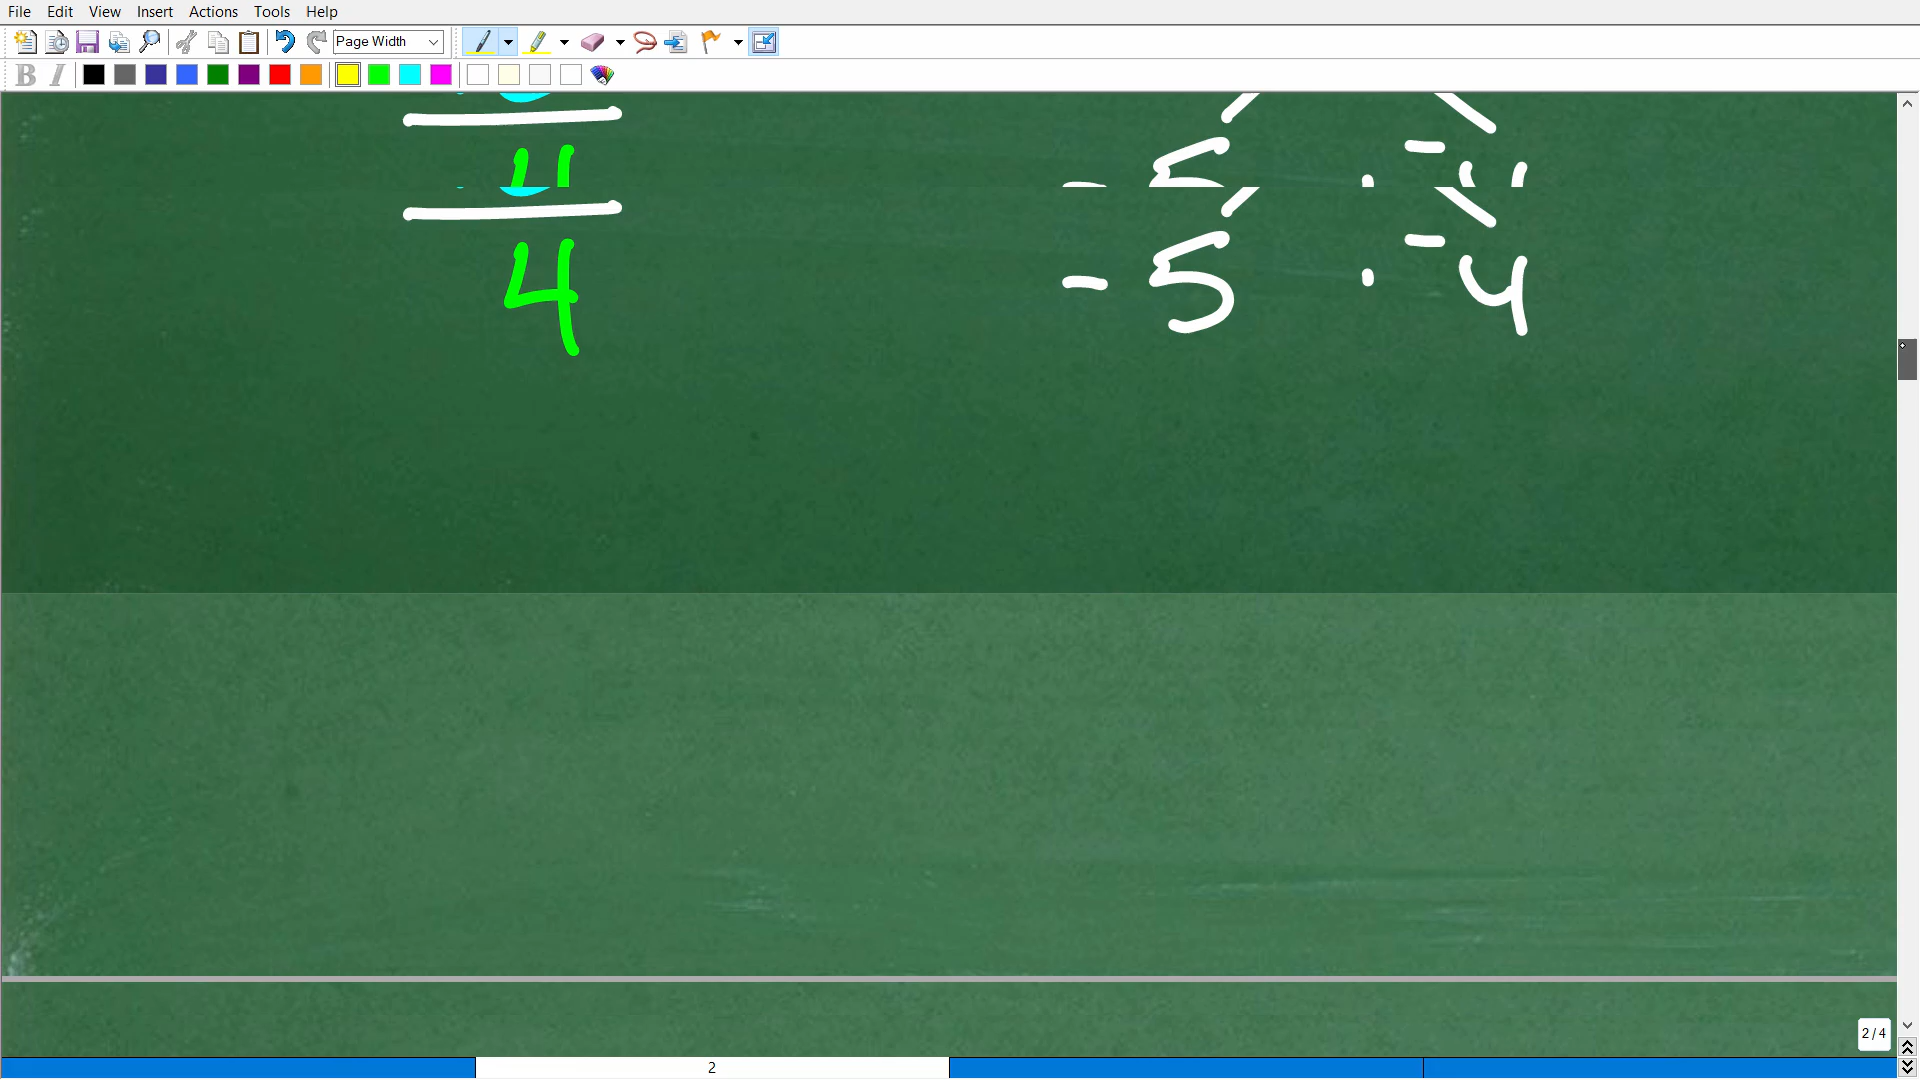 File Edit View Insert Actions Tools Help
Page Width
B I
4
- 5 · - 4
2 / 4
2